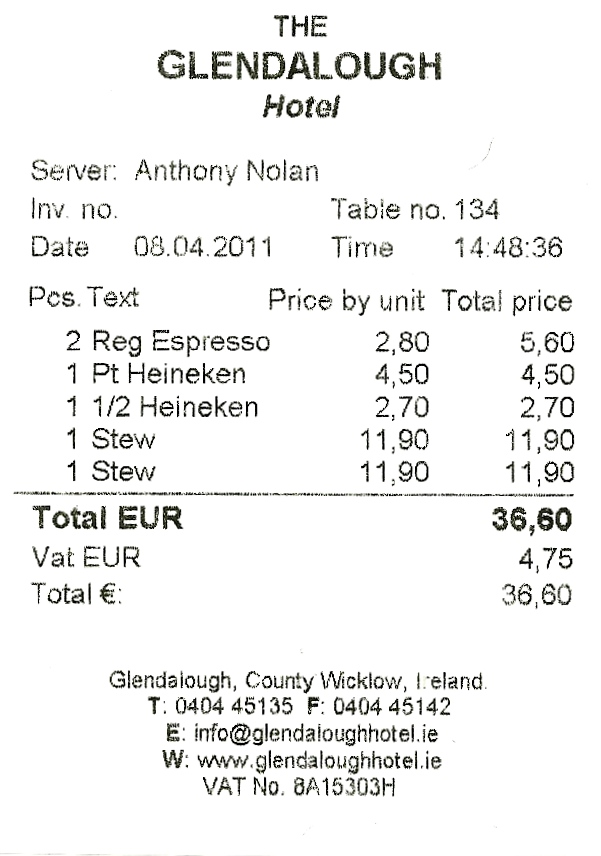 THE
GLENDALOUGH
Hotel
Server: Anthony Nolan
Inv. no. Table no. 134
Date 08.04.2011 Time 14:48:36
Pcs. Text Price by unit Total price
2 Reg Espresso 2,80 5,60
1 Pt Heineken 4,50 4,50
1 1/2 Heineken 2,70 2,70
1 Stew 11,90 11,90
1 Stew 11,90 11,90
Total EUR 36,60
Vat EUR 4,75
Total €: 36,60
Glendalough, County Wicklow, Ireland.
T: 0404 45135 F: 0404 45142
E: info@glendaloughhotel.ie
W: www.glendaloughhotel.ie
VAT No. 8A15303H